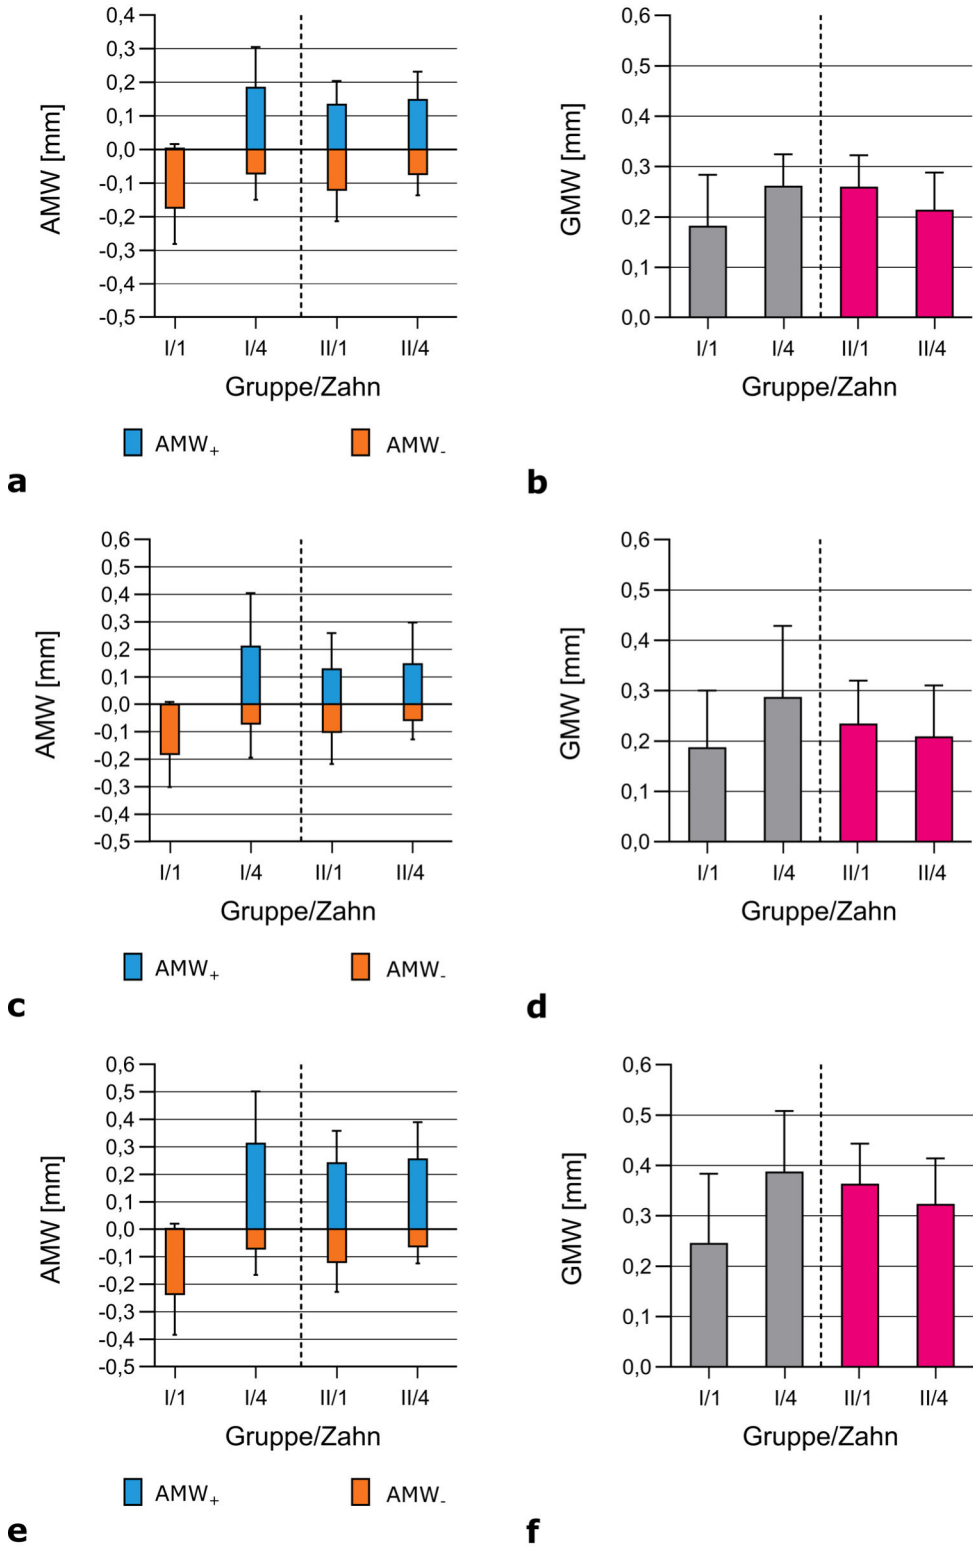 0,4
0,3
0,2
0,1
0,0
-0,1
-0,2
-0,3
-0,4
-0,5
AMW [mm]
I/1 I/4 II/1 II/4
Gruppe/Zahn
AMW+ AMW-
a
0,6
0,5
0,4
0,3
0,2
0,1
0,0
GMW [mm]
I/1 I/4 II/1 II/4
Gruppe/Zahn
b
0,6
0,5
0,4
0,3
0,2
0,1
0,0
-0,1
-0,2
-0,3
-0,4
-0,5
AMW [mm]
I/1 I/4 II/1 II/4
Gruppe/Zahn
AMW+ AMW-
c
0,6
0,5
0,4
0,3
0,2
0,1
0,0
GMW [mm]
I/1 I/4 II/1 II/4
Gruppe/Zahn
d
0,6
0,5
0,4
0,3
0,2
0,1
0,0
-0,1
-0,2
-0,3
-0,4
-0,5
AMW [mm]
I/1 I/4 II/1 II/4
Gruppe/Zahn
AMW+ AMW-
e
0,6
0,5
0,4
0,3
0,2
0,1
0,0
GMW [mm]
I/1 I/4 II/1 II/4
Gruppe/Zahn
f